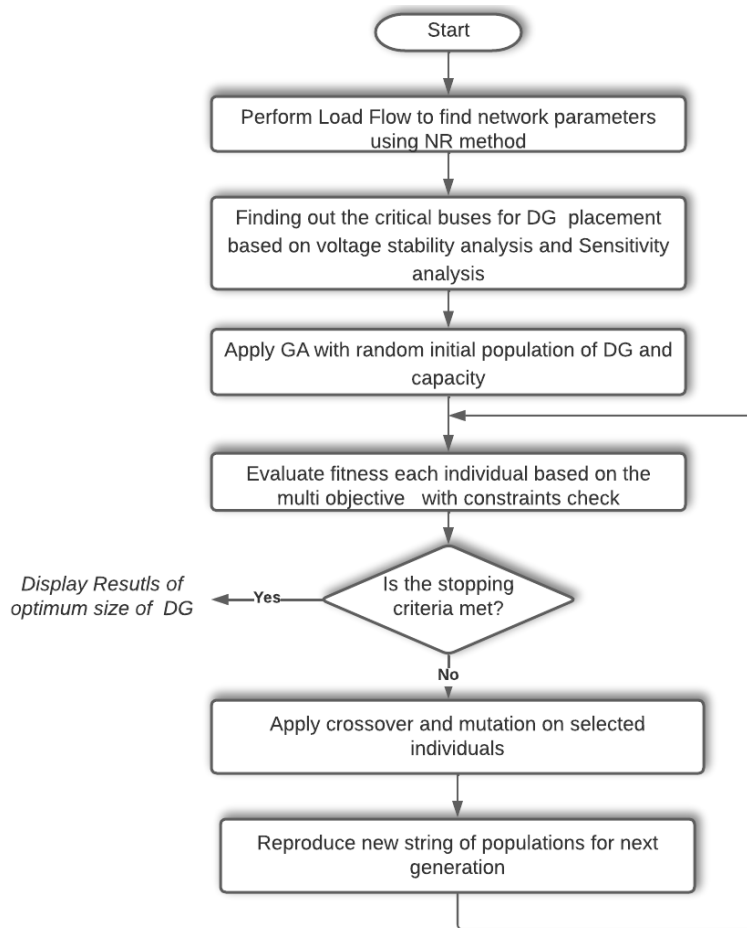 Start
Perform Load Flow to find network parameters
using NR method
Finding out the critical buses for DG placement
based on voltage stability analysis and Sensitivity
analysis
Apply GA with random initial population of DG and
capacity
Evaluate fitness each individual based on the
multi objective with constraints check
Is the stopping
criteria met?
Yes
Display Resutls of
optimum size of DG
No
Apply crossover and mutation on selected
individuals
Reproduce new string of populations for next
generation